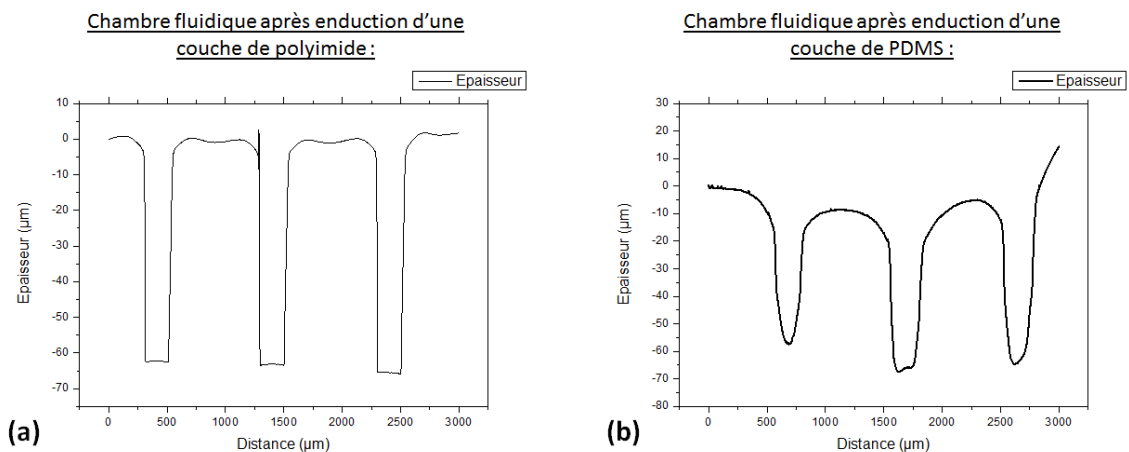 Chambre fluidique après enduction d'une
couche de polyimide :
Epaisseur
10
0
-10
-20
-30
-40
-50
-60
-70
Epaisseur (µm)
0 500 1000 1500 2000 2500 3000
Distance (µm)
(a)
Chambre fluidique après enduction d'une
couche de PDMS :
Epaisseur
30
20
10
0
-10
-20
-30
-40
-50
-60
-70
-80
Epaisseur (µm)
0 500 1000 1500 2000 2500 3000
Distance (µm)
(b)